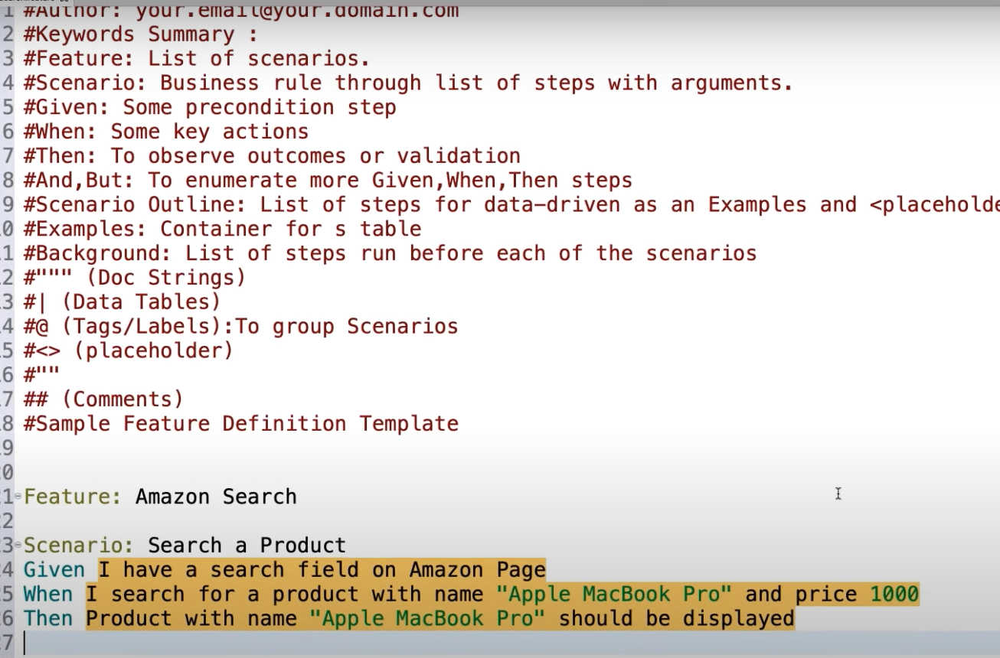 1 #Author: your.email@your.domain.com
2 #Keywords Summary :
3 #Feature: List of scenarios.
4 #Scenario: Business rule through list of steps with arguments.
5 #Given: Some precondition step
6 #When: Some key actions
7 #Then: To observe outcomes or validation
8 #And,But: To enumerate more Given,When,Then steps
9 #Scenario Outline: List of steps for data-driven as an Examples and <placeholde
0 #Examples: Container for s table
1 #Background: List of steps run before each of the scenarios
2 #""" (Doc Strings)
3 #| (Data Tables)
4 #@ (Tags/Labels):To group Scenarios
5 #<> (placeholder)
6 #""
7 ## (Comments)
8 #Sample Feature Definition Template
9
0
1 Feature: Amazon Search
2
3 Scenario: Search a Product
4 Given I have a search field on Amazon Page
5 When I search for a product with name "Apple MacBook Pro" and price 1000
6 Then Product with name "Apple MacBook Pro" should be displayed
7